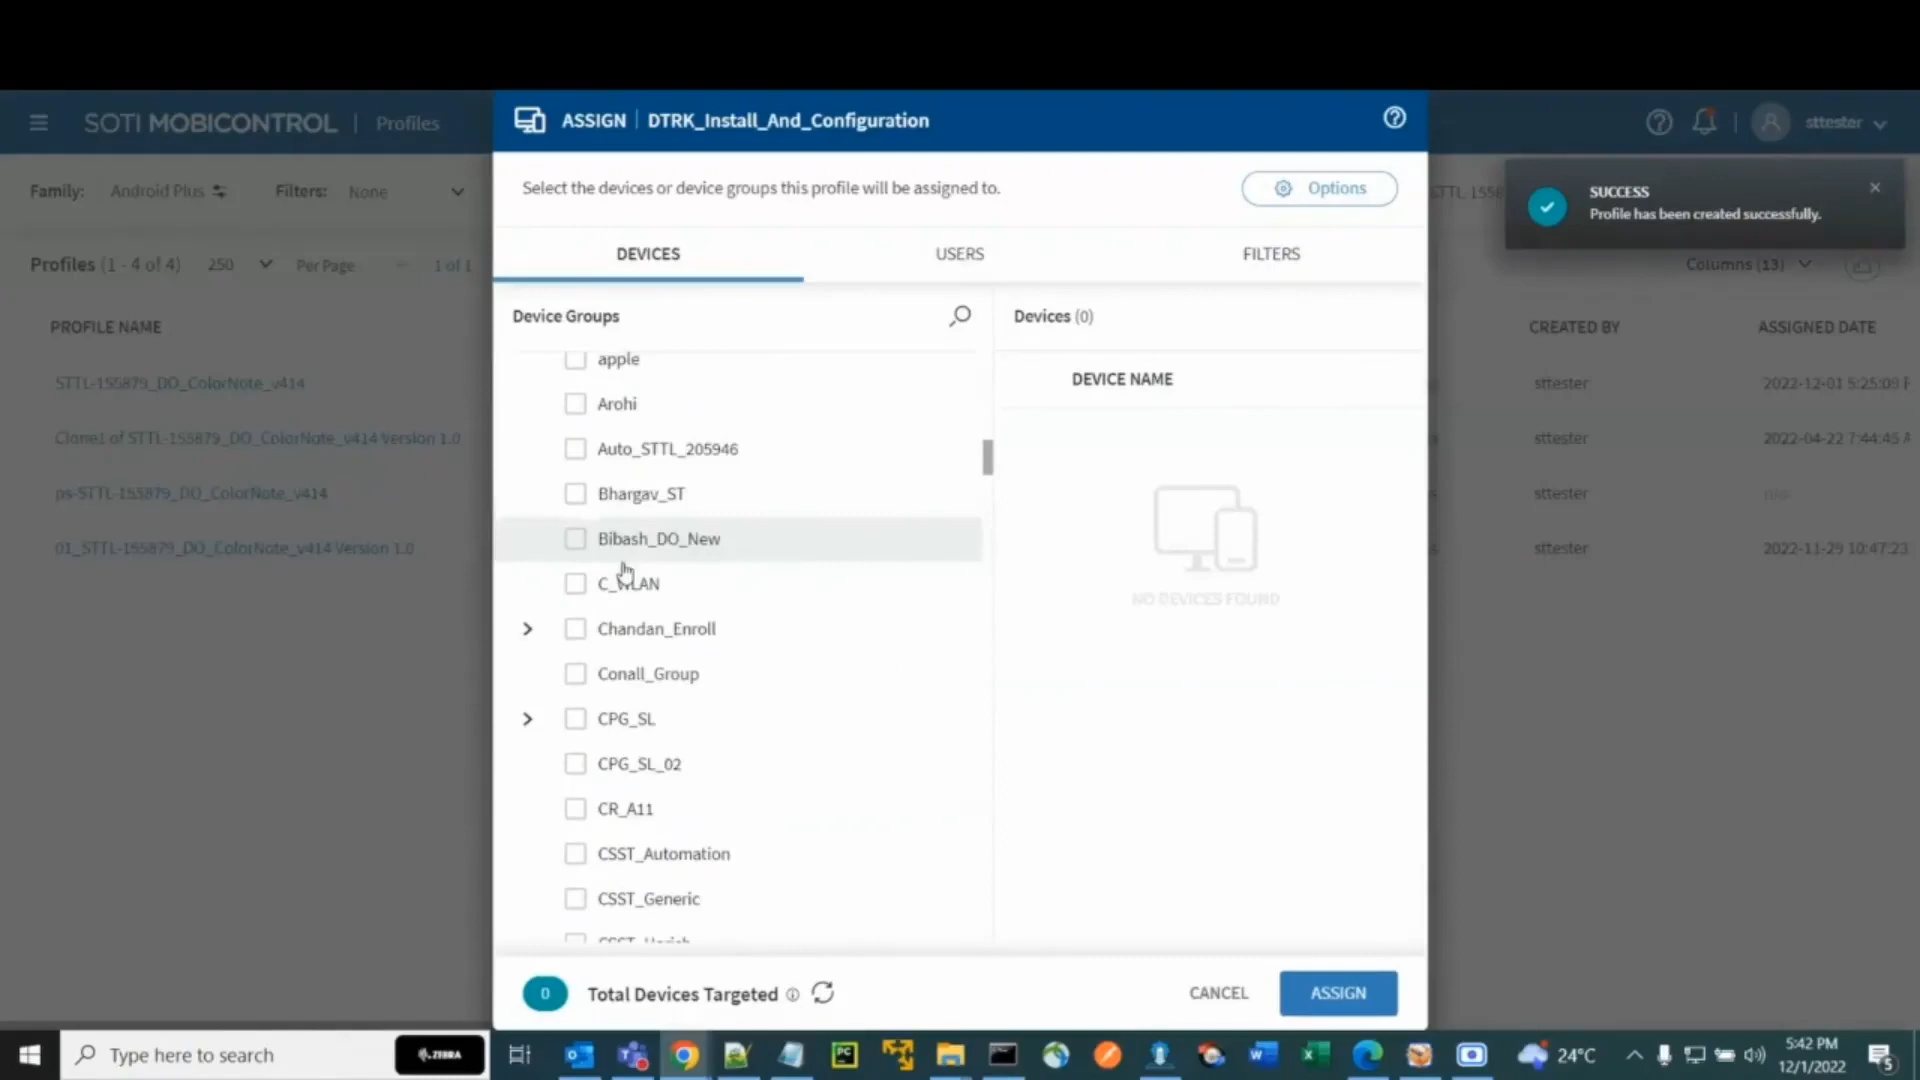 SOTI MOBICONTROL | Profiles
ASSIGN | DTRK_Install_And_Configuration
sttester
Family: Android Plus Filters: None
Select the devices or device groups this profile will be assigned to.
Options
SUCCESS
Profile has been created successfully.
DEVICES USERS FILTERS
Profiles (1 - 4 of 4) 250 Per Page 1 of 1
Columns (13)
Device Groups
Devices (0)
PROFILE NAME
CREATED BY ASSIGNED DATE
DEVICE NAME
STTL-155879_DO_ColorNote_v414
sttester 2022-12-01 5:25:09 P
Clone1 of STTL-155879_DO_ColorNote_v414 Version 1.0
sttester 2022-04-22 7:44:45 A
ps-STTL-155879_DO_ColorNote_v414
sttester n/a
01_STTL-155879_DO_ColorNote_v414 Version 1.0
sttester 2022-11-29 10:47:23
apple
Arohi
Auto_STTL_205946
Bhargav_ST
Bibash_DO_New
C_WLAN
Chandan_Enroll
Conall_Group
CPG_SL
CPG_SL_02
CR_A11
CSST_Automation
CSST_Generic
NO DEVICES FOUND
0 Total Devices Targeted
CANCEL ASSIGN
Type here to search
ZEBRA
24°C
5:42 PM
12/1/2022
5